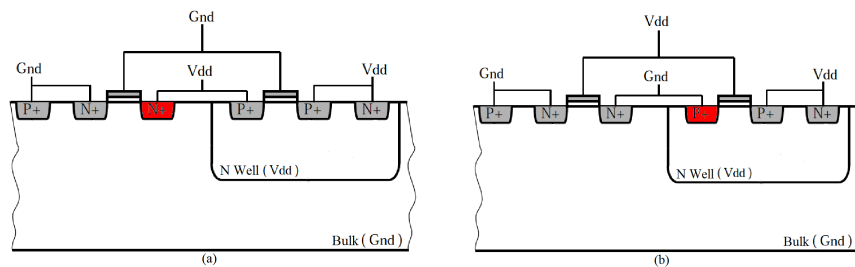 Gnd
Gnd
Vdd
Vdd
P+ N+ N+ P+ P+ N+
N Well (Vdd)
Bulk (Gnd)
(a)
Vdd
Gnd
Gnd
Vdd
P+ N+ N+ P+ P+ N+
N Well (Vdd)
Bulk (Gnd)
(b)